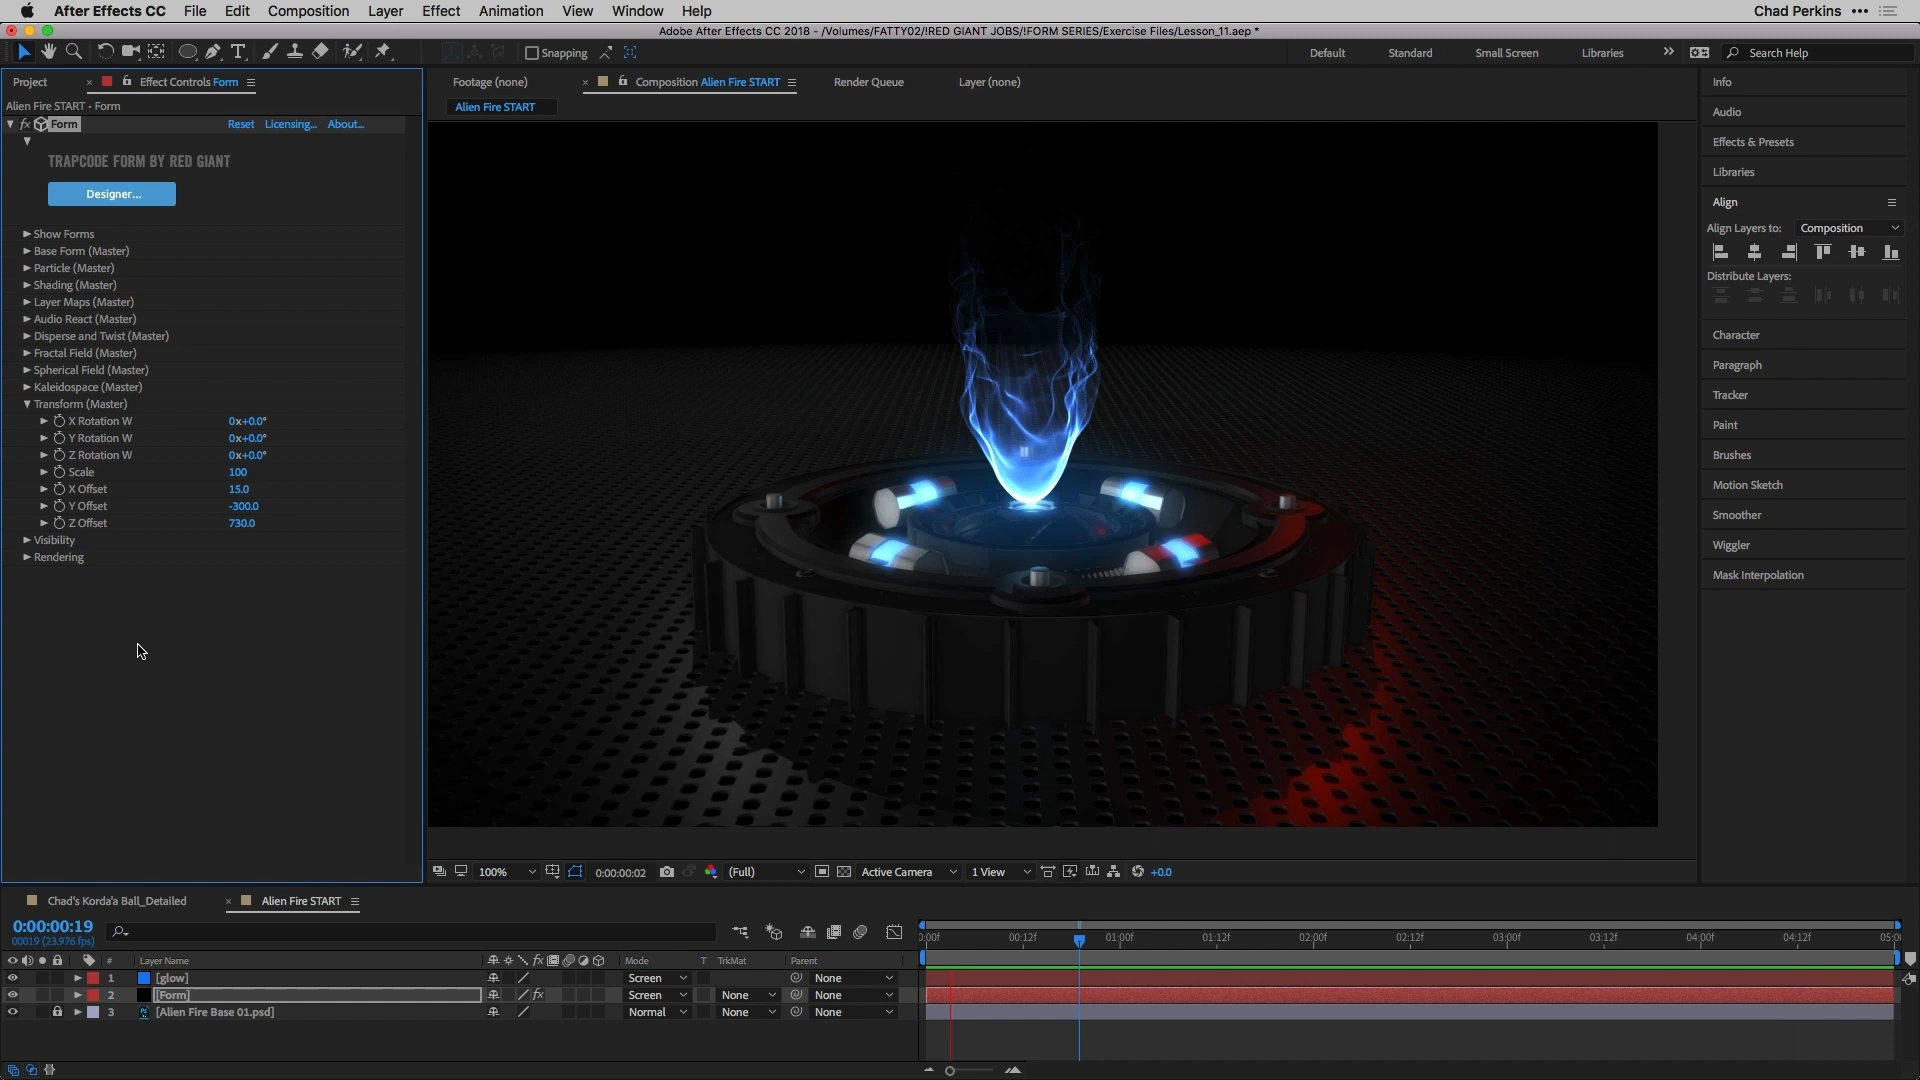 After Effects CC File Edit Composition Layer Effect Animation View Window Help Chad Perkins
Adobe After Effects CC 2018 - /Volumes/FATTY02/!RED GIANT JOBS/!FORM SERIES/Exercise Files/Lesson_11.aep *
T Snapping Default Standard Small Screen Libraries » Search Help
Project × Effect Controls Form Footage (none) × Composition Alien Fire START Render Queue Layer (none) Info
Alien Fire START • Form Alien Fire START
fx Form Reset Licensing... About...
TRAPCODE FORM BY RED GIANT
Designer...
Show Forms
Base Form (Master)
Particle (Master)
Shading (Master)
Layer Maps (Master)
Audio React (Master)
Disperse and Twist (Master)
Fractal Field (Master)
Spherical Field (Master)
Kaleidospace (Master)
Transform (Master)
X Rotation W 0x+0.0°
Y Rotation W 0x+0.0°
Z Rotation W 0x+0.0°
Scale 100
X Offset 15.0
Y Offset -300.0
Z Offset 730.0
Visibility
Rendering
Audio
Effects & Presets
Libraries
Align
Align Layers to: Composition
Distribute Layers:
Character
Paragraph
Tracker
Paint
Brushes
Motion Sketch
Smoother
Wiggler
Mask Interpolation
100% 0:00:00:02 (Full) Active Camera 1 View +0.0
Chad's Korda'a Ball_Detailed × Alien Fire START
0:00:00:19
00019 (23.976 fps)
00:12f 01:00f 01:12f 02:00f 02:12f 03:00f 03:12f 04:00f 04:12f
# Layer Name fx Mode T TrkMat Parent
1 [glow] Screen None
2 [Form] fx Screen None None
3 [Alien Fire Base 01.psd] Normal None None